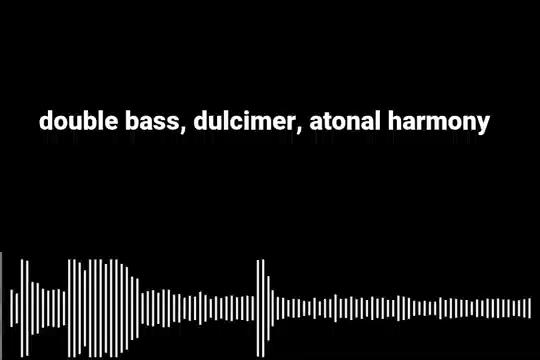 double bass, dulcimer, atonal harmony